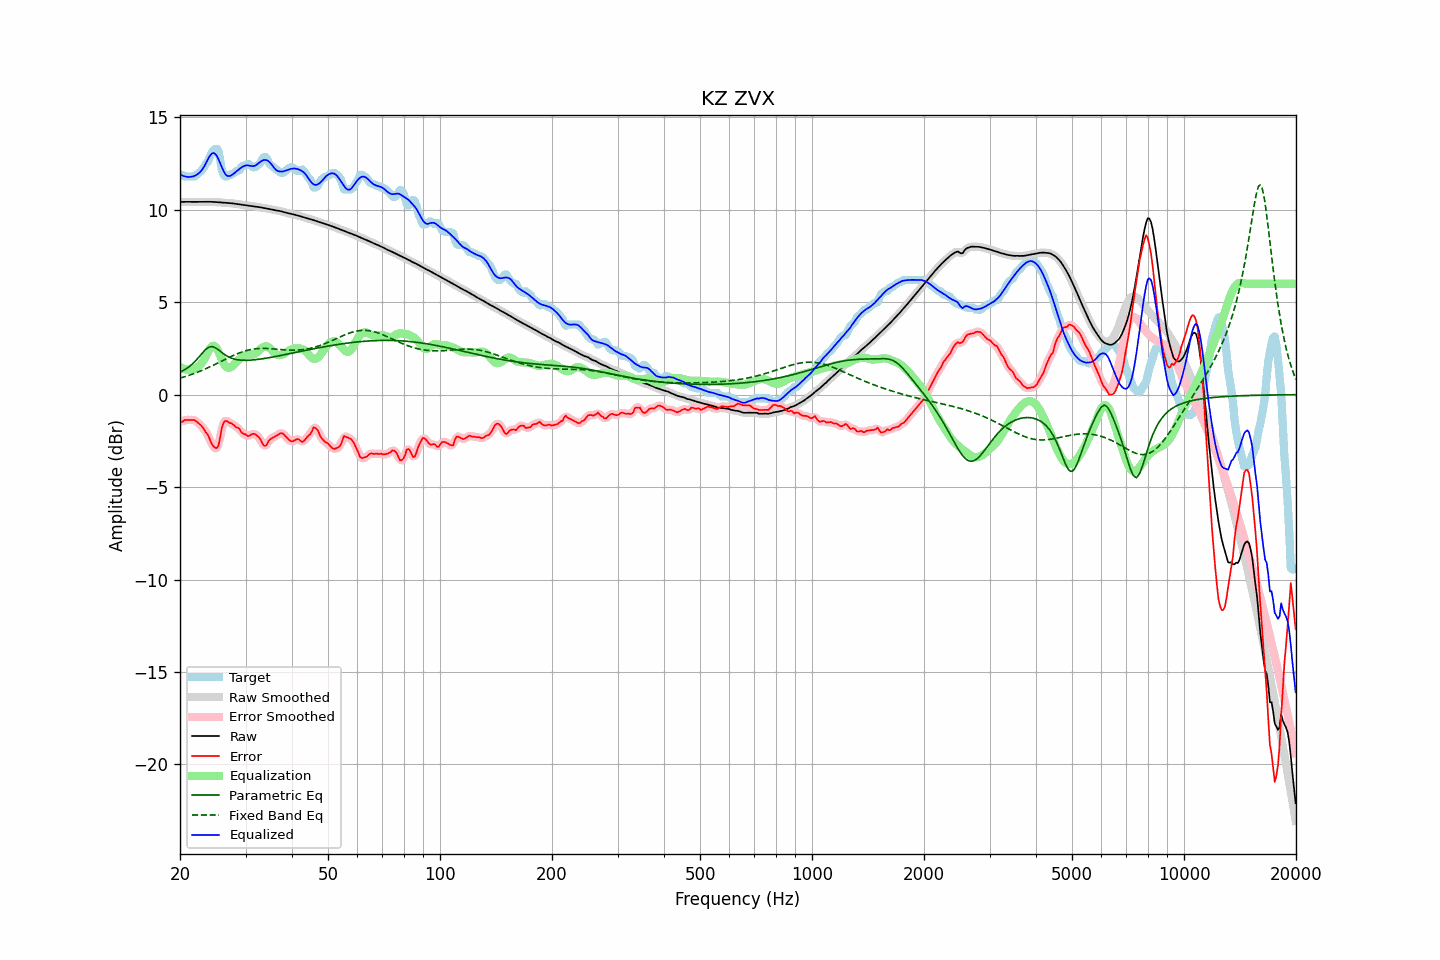 KZ ZVX
15
10
5
0
−5
−10
−15
−20
Amplitude (dBr)
Target
Raw Smoothed
Error Smoothed
Raw
Error
Equalization
Parametric Eq
Fixed Band Eq
Equalized
20 50 100 200 500 1000 2000 5000 10000 20000
Frequency (Hz)